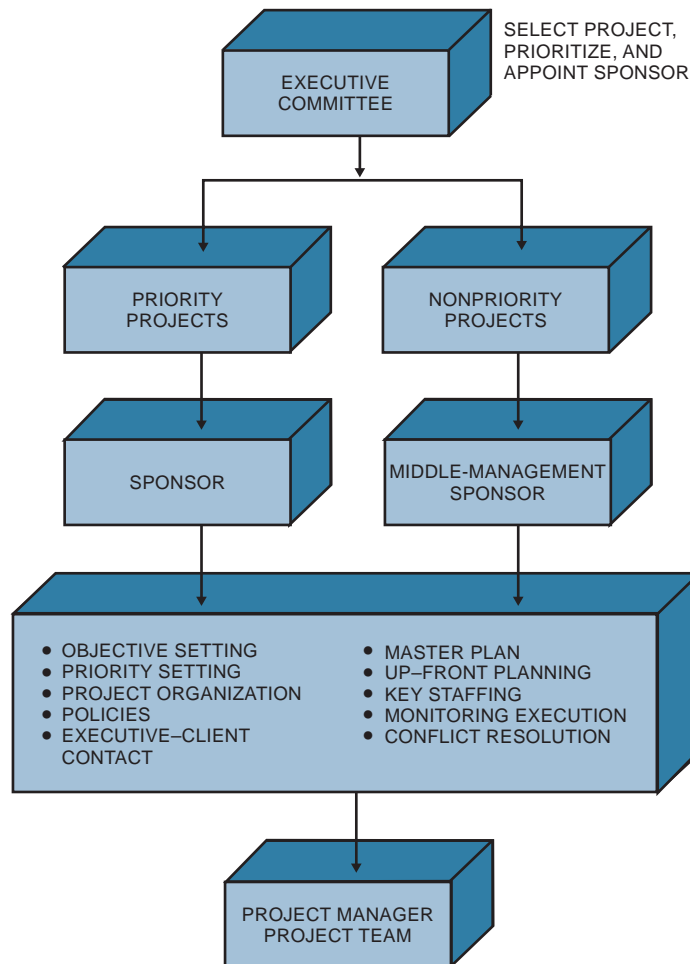 SELECT PROJECT,
PRIORITIZE, AND
APPOINT SPONSOR
EXECUTIVE
COMMITTEE
PRIORITY
PROJECTS
NONPRIORITY
PROJECTS
SPONSOR
MIDDLE-MANAGEMENT
SPONSOR
• OBJECTIVE SETTING
• PRIORITY SETTING
• PROJECT ORGANIZATION
• POLICIES
• EXECUTIVE–CLIENT
CONTACT
• MASTER PLAN
• UP–FRONT PLANNING
• KEY STAFFING
• MONITORING EXECUTION
• CONFLICT RESOLUTION
PROJECT MANAGER
PROJECT TEAM